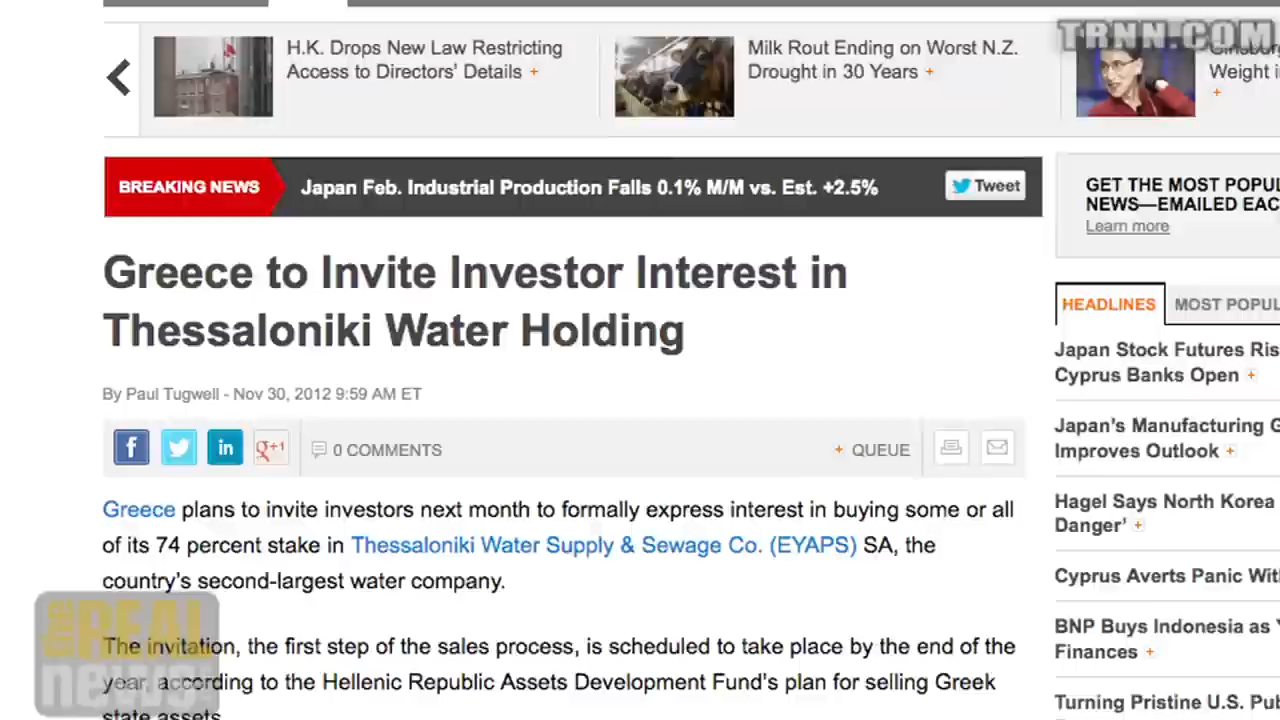 TRNN.COM
H.K. Drops New Law Restricting
Access to Directors' Details +
Milk Rout Ending on Worst N.Z.
Drought in 30 Years +
Weight
+
BREAKING NEWS
Japan Feb. Industrial Production Falls 0.1% M/M vs. Est. +2.5%
Tweet
GET THE MOST
NEWS—EMAILED
Learn more
Greece to Invite Investor Interest in
Thessaloniki Water Holding
By Paul Tugwell - Nov 30, 2012 9:59 AM ET
f
in
g+1
0 COMMENTS
+ QUEUE
HEADLINES
MOST
Japan Stock Futures
Cyprus Banks Open +
Japan's Manufacturing
Improves Outlook +
Hagel Says North Korea
Danger' +
Cyprus Averts Panic
BNP Buys Indonesia as
Finances +
Turning Pristine U.S.
Greece plans to invite investors next month to formally express interest in buying some or all
of its 74 percent stake in Thessaloniki Water Supply & Sewage Co. (EYAPS) SA, the
country's second-largest water company.
The invitation, the first step of the sales process, is scheduled to take place by the end of the
year, according to the Hellenic Republic Assets Development Fund's plan for selling Greek
state assets.
the REAL
news